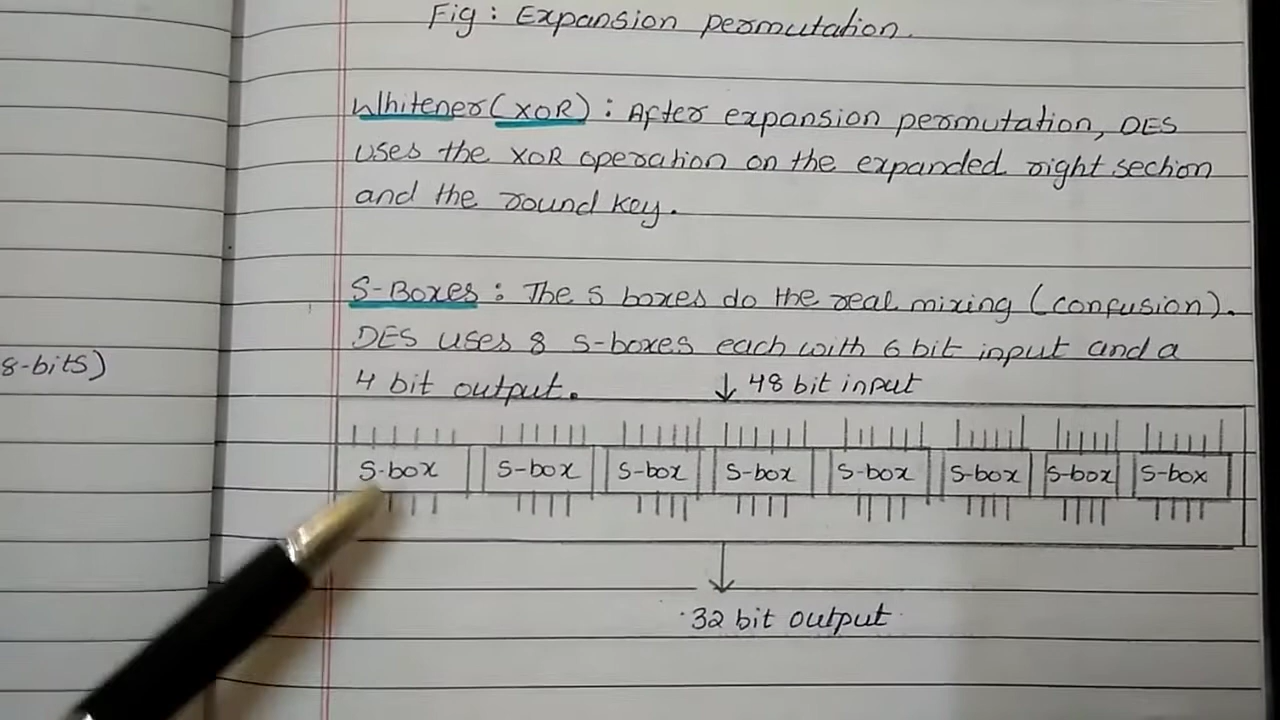 Fig : Expansion permutation.
Whitener (XOR) : After expansion permutation, DES
uses the XOR operation on the expanded right section
and the round key.
S-Boxes : The S boxes do the real mixing (confusion).
DES uses 8 S-boxes each with 6 bit input and a
8-bits)
4 bit output. ↓ 48 bit input
S-box S-box S-box S-box S-box S-box S-box S-box
32 bit output